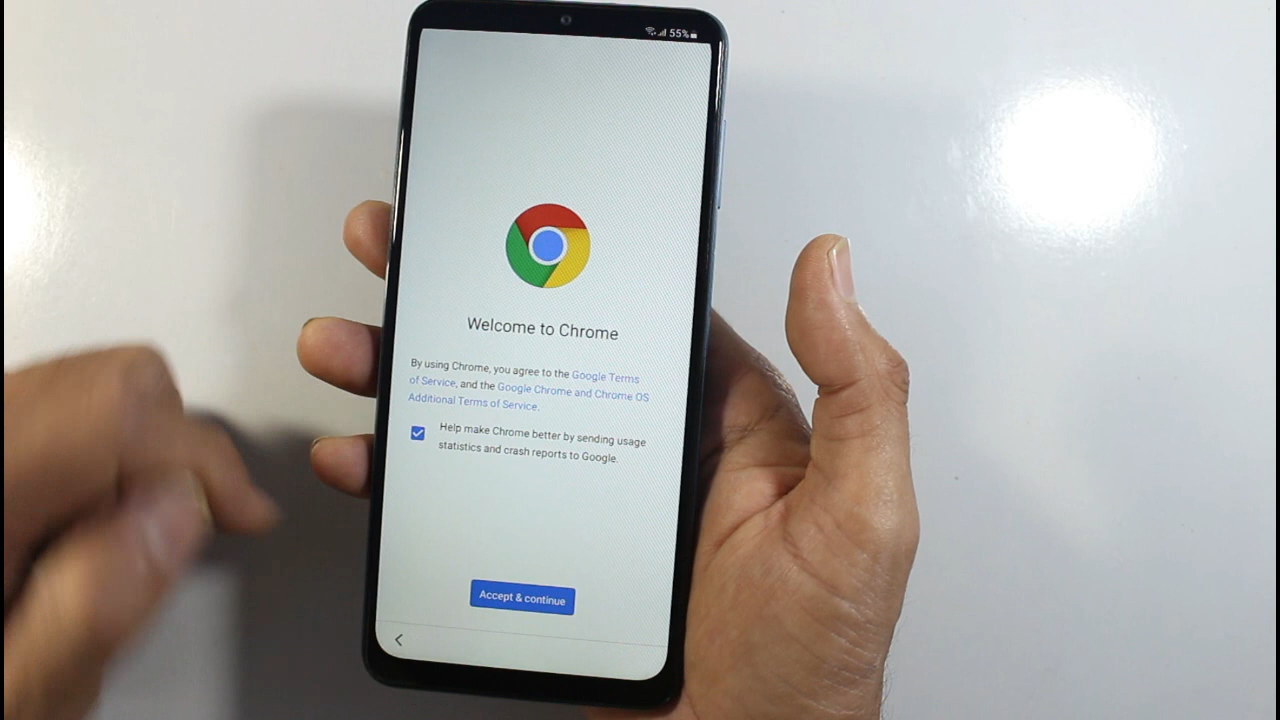 55%
Welcome to Chrome
By using Chrome, you agree to the Google Terms
of Service, and the Google Chrome and Chrome OS
Additional Terms of Service.
Help make Chrome better by sending usage
statistics and crash reports to Google.
Accept & continue